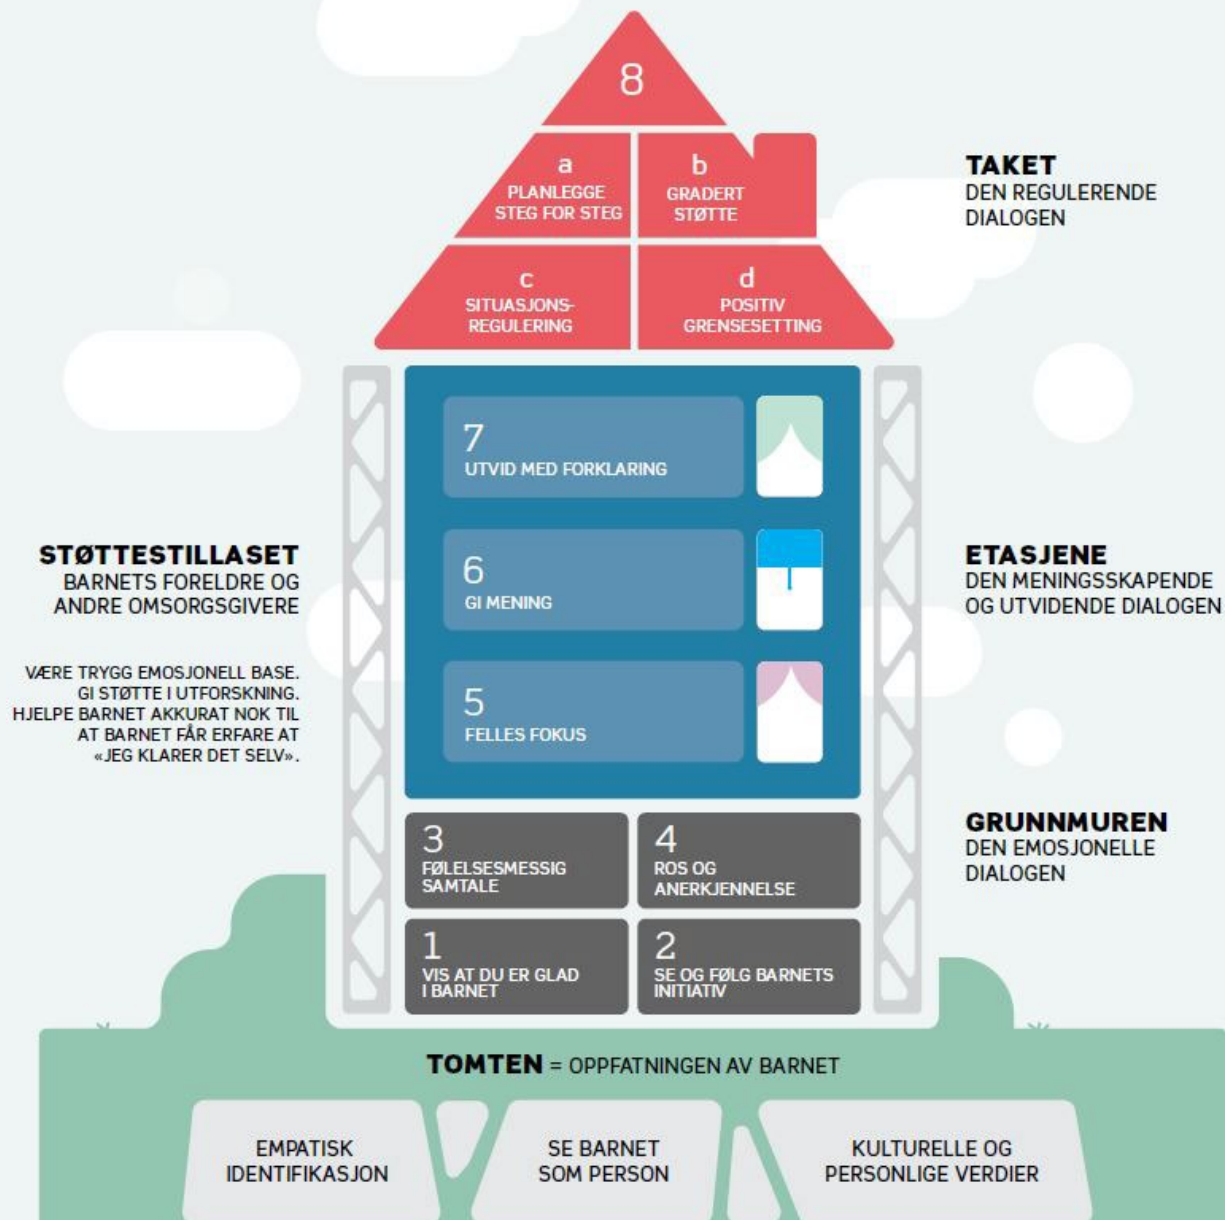 8
a
PLANLEGGE
STEG FOR STEG
b
GRADERT
STØTTE
c
SITUASJONS-
REGULERING
d
POSITIV
GRENSESETTING
TAKET
DEN REGULERENDE
DIALOGEN
7
UTVID MED FORKLARING
6
GI MENING
5
FELLES FOKUS
STØTTESTILLASET
BARNETS FORELDRE OG
ANDRE OMSORGSGIVERE
VÆRE TRYGG EMOSJONELL BASE.
GI STØTTE I UTFORSKNING.
HJELPE BARNET AKKURAT NOK TIL
AT BARNET FÅR ERFARE AT
«JEG KLARER DET SELV».
ETASJENE
DEN MENINGSSKAPENDE
OG UTVIDENDE DIALOGEN
3
FØLELSESMESSIG
SAMTALE
4
ROS OG
ANERKJENNELSE
1
VIS AT DU ER GLAD
I BARNET
2
SE OG FØLG BARNETS
INITIATIV
GRUNNMUREN
DEN EMOSJONELLE
DIALOGEN
TOMTEN = OPPFATNINGEN AV BARNET
EMPATISK
IDENTIFIKASJON
SE BARNET
SOM PERSON
KULTURELLE OG
PERSONLIGE VERDIER